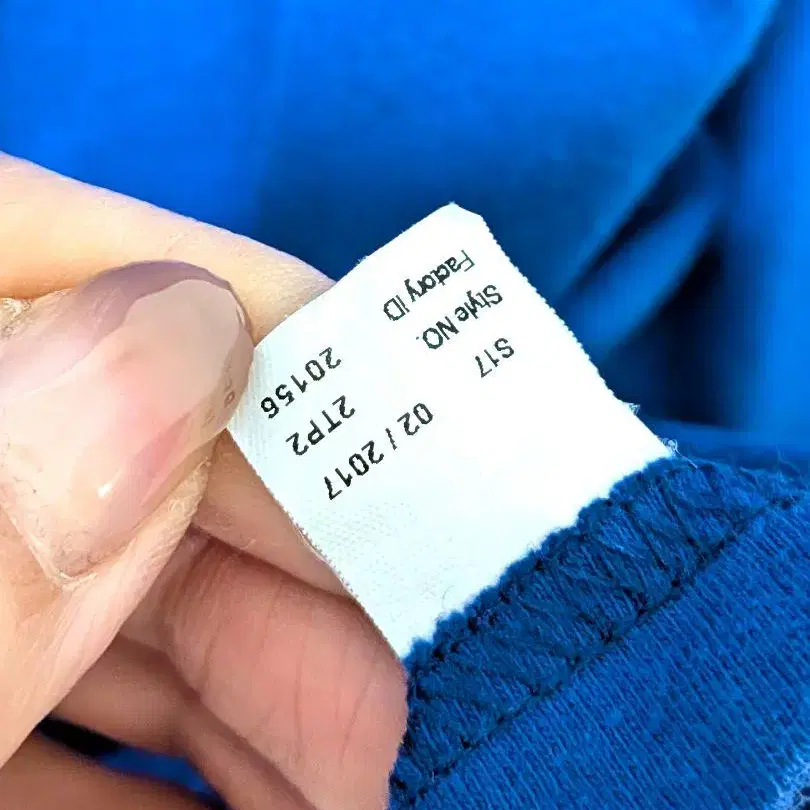 S17 02 / 2017
Style NO. 2TP2
Factory ID 20156